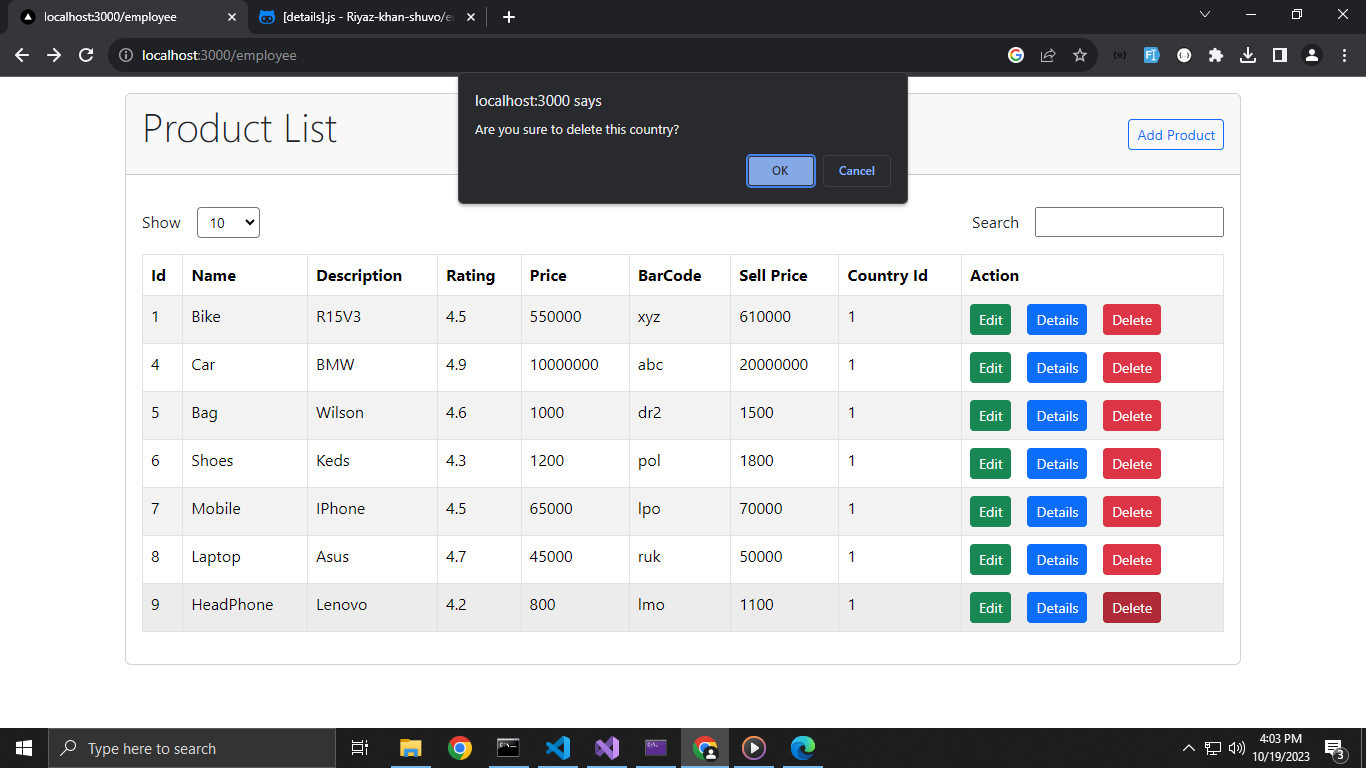 localhost:3000/employee
[details].js - Riyaz-khan-shuvo/e
localhost:3000/employee
localhost:3000 says
Are you sure to delete this country?
OK Cancel
Product List
Add Product
Show 10 Search
Id Name Description Rating Price BarCode Sell Price Country Id Action
1 Bike R15V3 4.5 550000 xyz 610000 1 Edit Details Delete
4 Car BMW 4.9 10000000 abc 20000000 1 Edit Details Delete
5 Bag Wilson 4.6 1000 dr2 1500 1 Edit Details Delete
6 Shoes Keds 4.3 1200 pol 1800 1 Edit Details Delete
7 Mobile IPhone 4.5 65000 lpo 70000 1 Edit Details Delete
8 Laptop Asus 4.7 45000 ruk 50000 1 Edit Details Delete
9 HeadPhone Lenovo 4.2 800 lmo 1100 1 Edit Details Delete
Type here to search
4:03 PM
10/19/2023
3